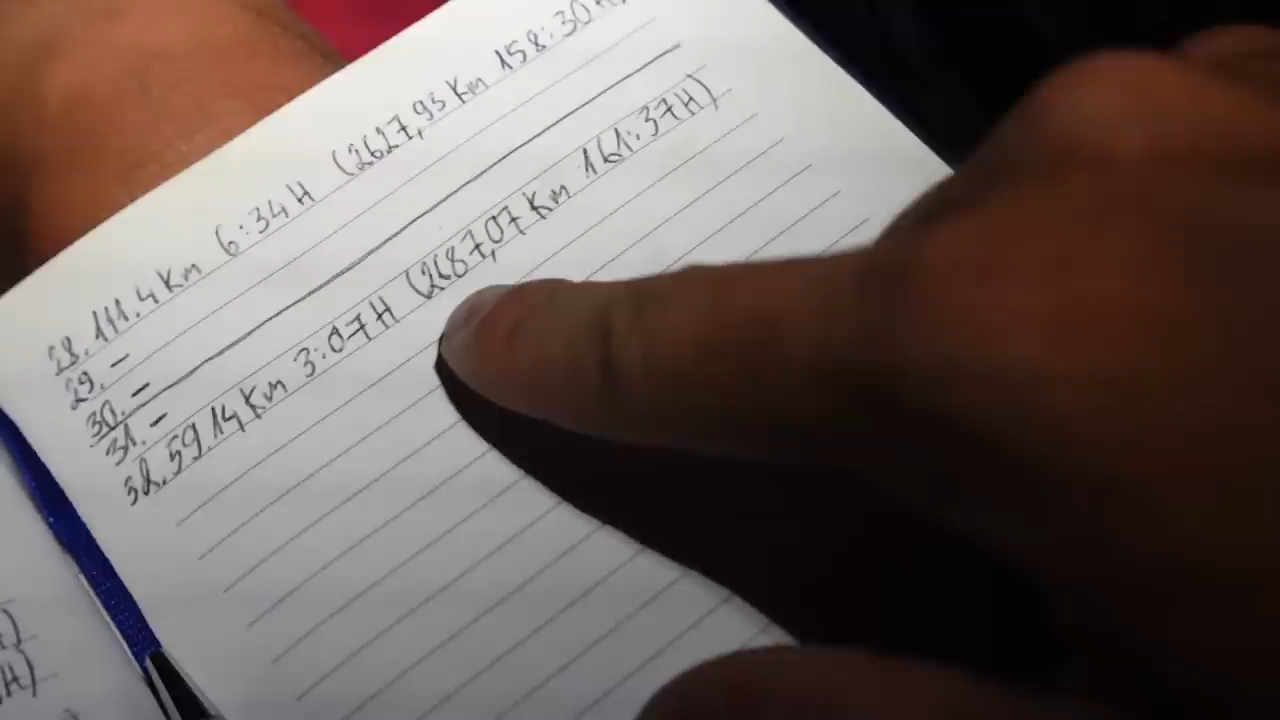 28. 111.4 Km 6:34 H (2627,93 Km 158:30 H)
29. -
30. -
31. -
32. 59.14 Km 3:07 H (2687,07 Km 161:37 H)